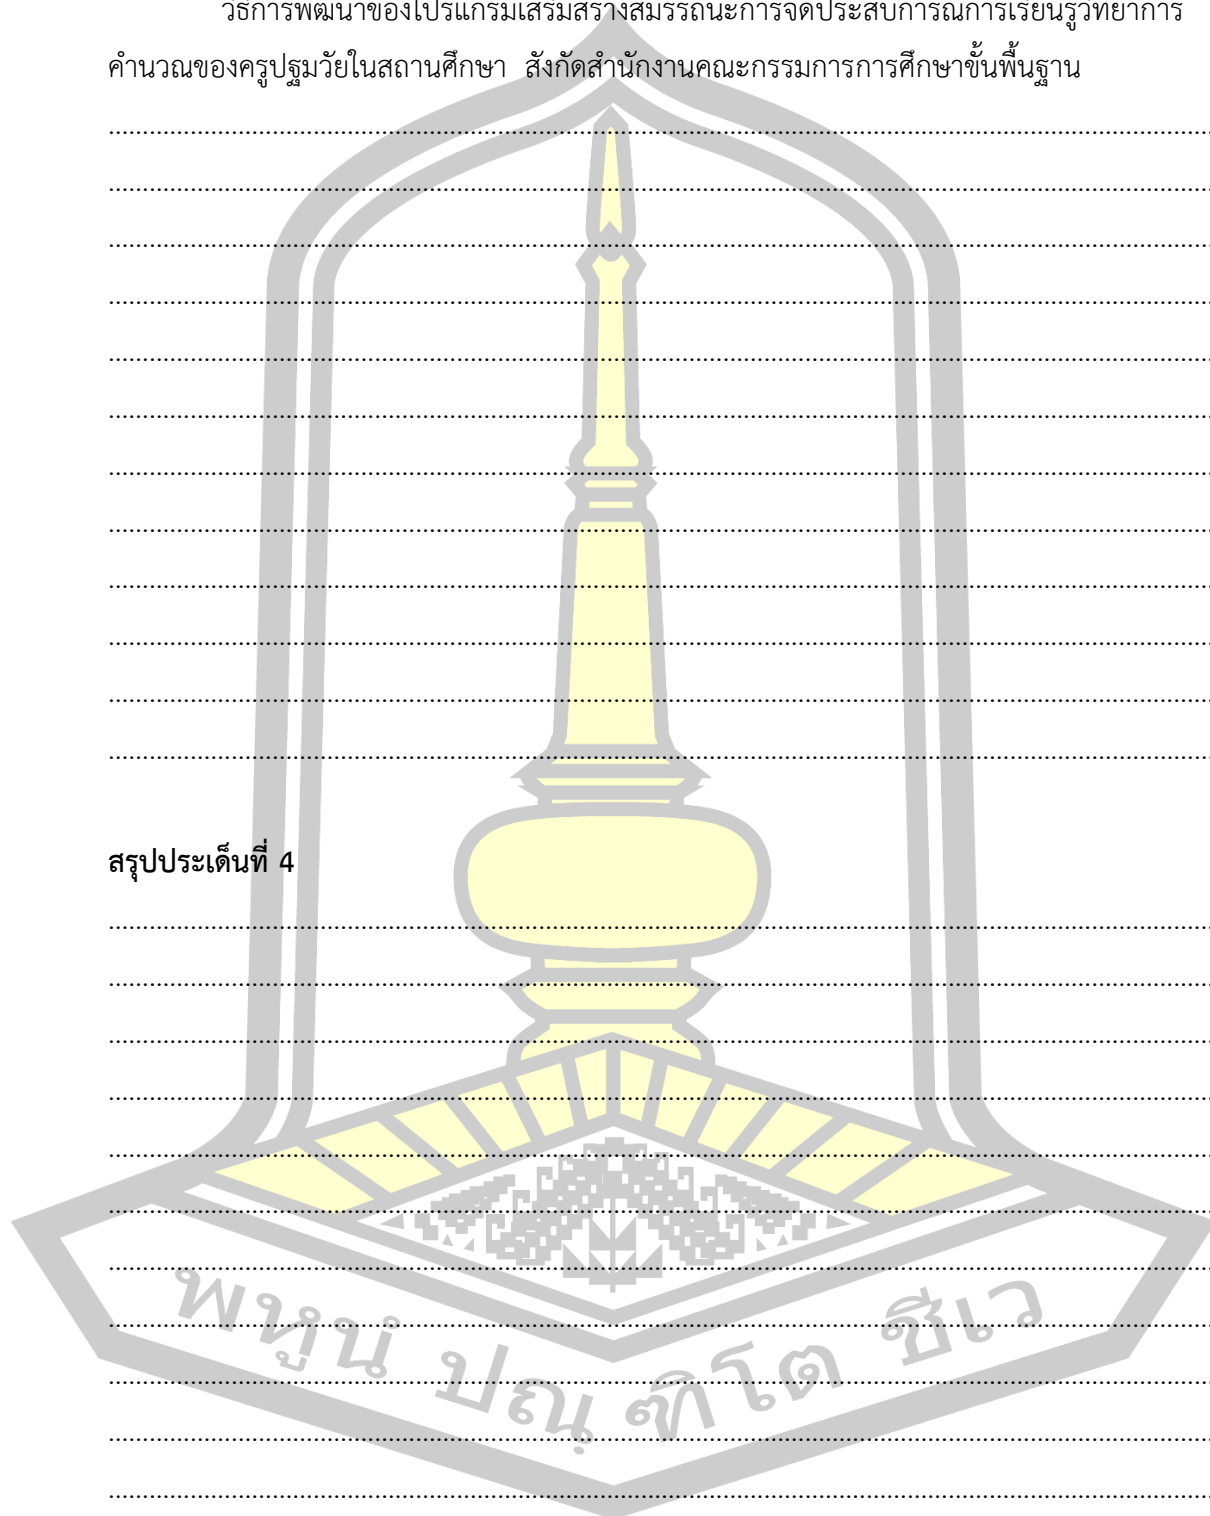 วิธีการพัฒนาของโปรแกรมเสริมสร้างสมรรถนะการจัดประสบการณ์การเรียนรู้วิทยาการ
คำนวณของครูปฐมวัยในสถานศึกษา สังกัดสำนักงานคณะกรรมการการศึกษาขั้นพื้นฐาน
สรุปประเด็นที่ 4
พหูนํ ปณฺฑิโต ชีเว